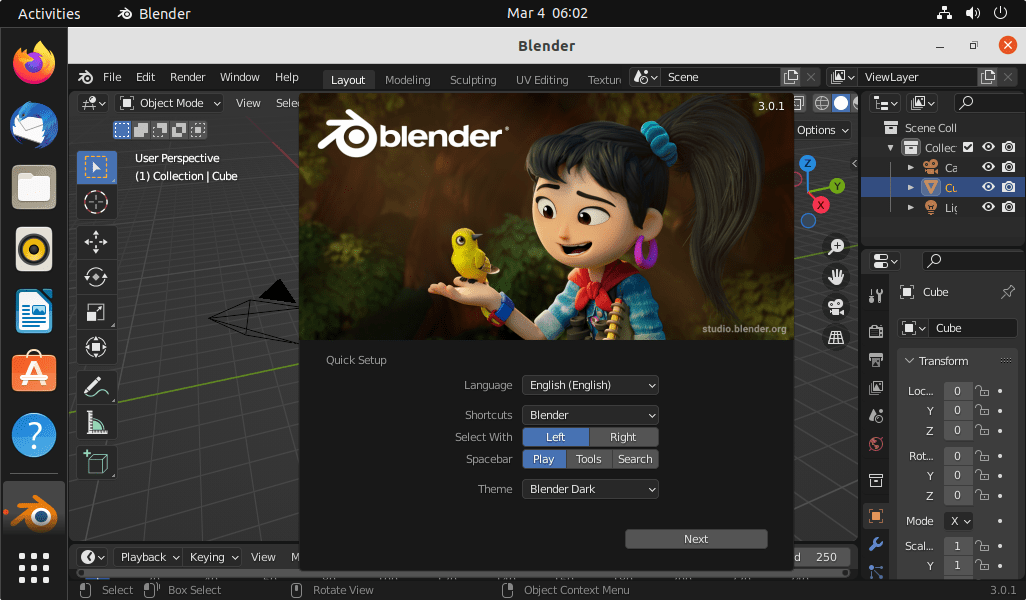 Activities Blender Mar 4 06:02
Blender
File Edit Render Window Help Layout Modeling Sculpting UV Editing Textur Scene ViewLayer
Object Mode View Sele
Options
User Perspective
(1) Collection | Cube
blender
3.0.1
studio.blender.org
Z
Y
X
Scene Coll
Collec
Ca
Cu
Lig
Cube
Cube
Transform
Loc... 0
Y 0
Z 0
Rot... 0
Y 0
Z 0
Mode X
Scal... 1
Y 1
Quick Setup
Language English (English)
Shortcuts Blender
Select With Left Right
Spacebar Play Tools Search
Theme Blender Dark
Next
Playback Keying View M d 250
Select Box Select Rotate View Object Context Menu 3.0.1